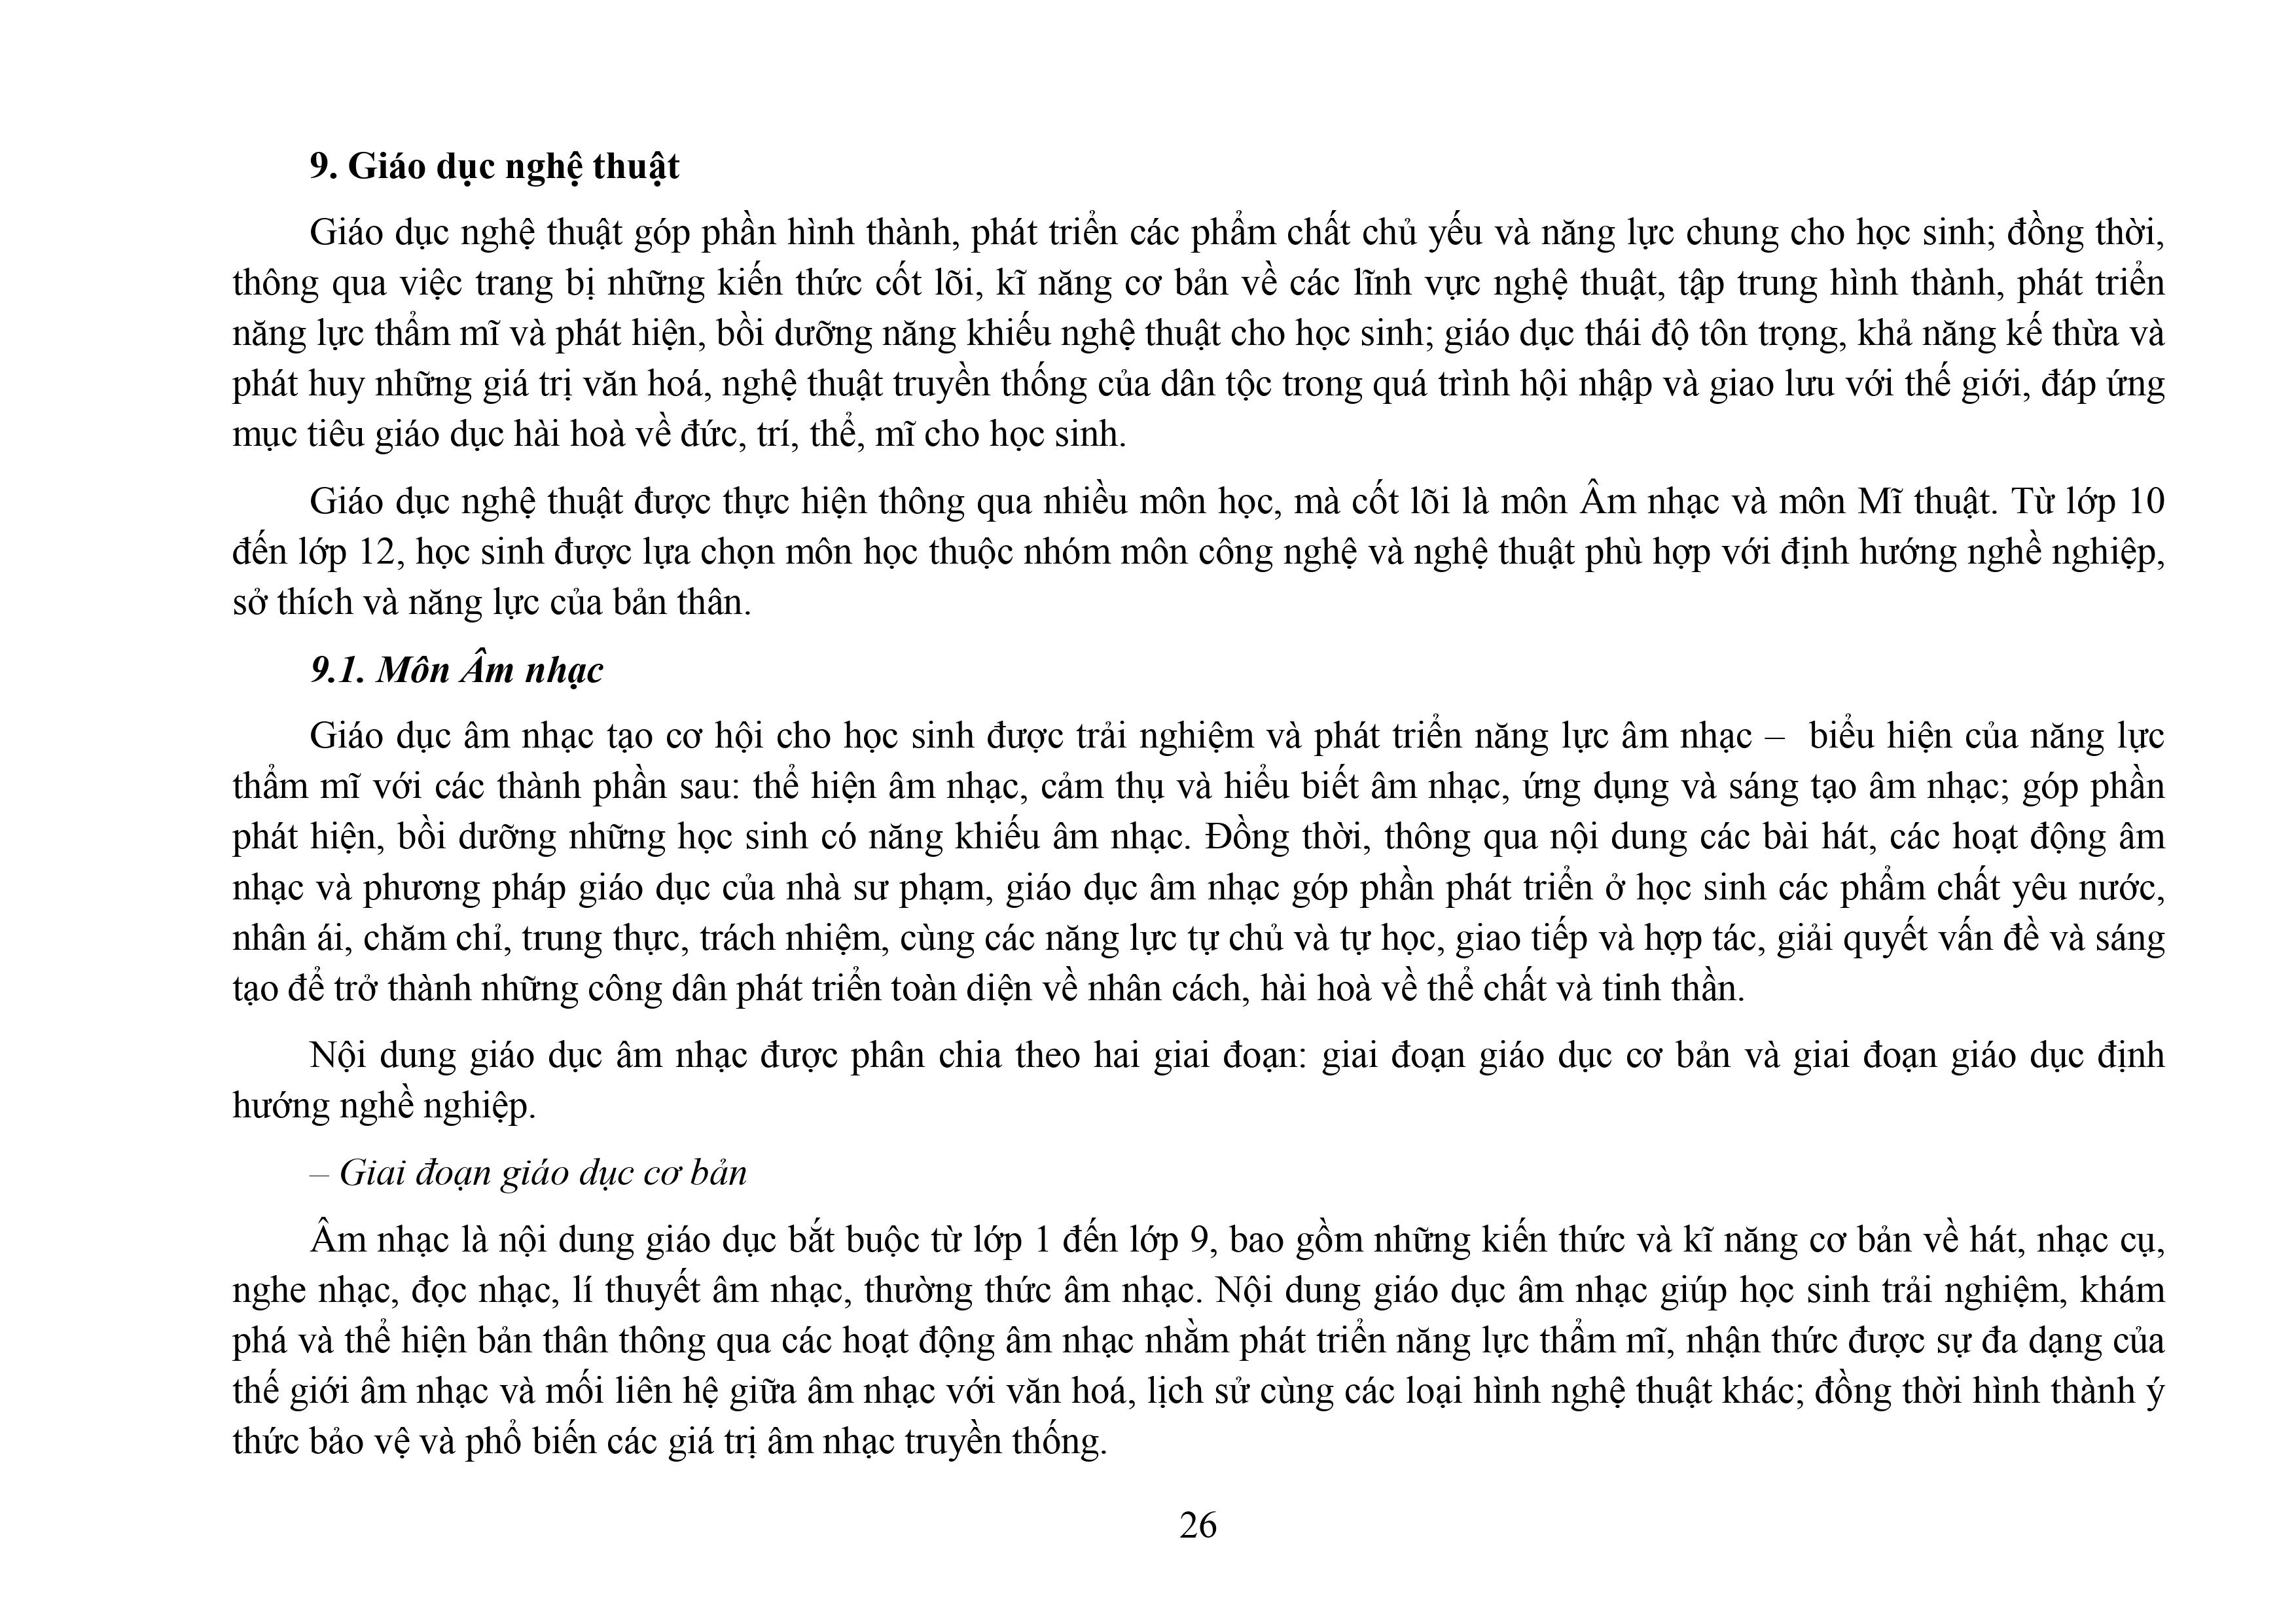 9. Giáo dục nghệ thuật
Giáo dục nghệ thuật góp phần hình thành, phát triển các phẩm chất chủ yếu và năng lực chung cho học sinh; đồng thời,
thông qua việc trang bị những kiến thức cốt lõi, kĩ năng cơ bản về các lĩnh vực nghệ thuật, tập trung hình thành, phát triển
năng lực thẩm mĩ và phát hiện, bồi dưỡng năng khiếu nghệ thuật cho học sinh; giáo dục thái độ tôn trọng, khả năng kế thừa và
phát huy những giá trị văn hoá, nghệ thuật truyền thống của dân tộc trong quá trình hội nhập và giao lưu với thế giới, đáp ứng
mục tiêu giáo dục hài hoà về đức, trí, thể, mĩ cho học sinh.
Giáo dục nghệ thuật được thực hiện thông qua nhiều môn học, mà cốt lõi là môn Âm nhạc và môn Mĩ thuật. Từ lớp 10
đến lớp 12, học sinh được lựa chọn môn học thuộc nhóm môn công nghệ và nghệ thuật phù hợp với định hướng nghề nghiệp,
sở thích và năng lực của bản thân.
9.1. Môn Âm nhạc
Giáo dục âm nhạc tạo cơ hội cho học sinh được trải nghiệm và phát triển năng lực âm nhạc –  biểu hiện của năng lực
thẩm mĩ với các thành phần sau: thể hiện âm nhạc, cảm thụ và hiểu biết âm nhạc, ứng dụng và sáng tạo âm nhạc; góp phần
phát hiện, bồi dưỡng những học sinh có năng khiếu âm nhạc. Đồng thời, thông qua nội dung các bài hát, các hoạt động âm
nhạc và phương pháp giáo dục của nhà sư phạm, giáo dục âm nhạc góp phần phát triển ở học sinh các phẩm chất yêu nước,
nhân ái, chăm chỉ, trung thực, trách nhiệm, cùng các năng lực tự chủ và tự học, giao tiếp và hợp tác, giải quyết vấn đề và sáng
tạo để trở thành những công dân phát triển toàn diện về nhân cách, hài hoà về thể chất và tinh thần.
Nội dung giáo dục âm nhạc được phân chia theo hai giai đoạn: giai đoạn giáo dục cơ bản và giai đoạn giáo dục định
hướng nghề nghiệp.
– Giai đoạn giáo dục cơ bản
Âm nhạc là nội dung giáo dục bắt buộc từ lớp 1 đến lớp 9, bao gồm những kiến thức và kĩ năng cơ bản về hát, nhạc cụ,
nghe nhạc, đọc nhạc, lí thuyết âm nhạc, thường thức âm nhạc. Nội dung giáo dục âm nhạc giúp học sinh trải nghiệm, khám
phá và thể hiện bản thân thông qua các hoạt động âm nhạc nhằm phát triển năng lực thẩm mĩ, nhận thức được sự đa dạng của
thế giới âm nhạc và mối liên hệ giữa âm nhạc với văn hoá, lịch sử cùng các loại hình nghệ thuật khác; đồng thời hình thành ý
thức bảo vệ và phổ biến các giá trị âm nhạc truyền thống.
26